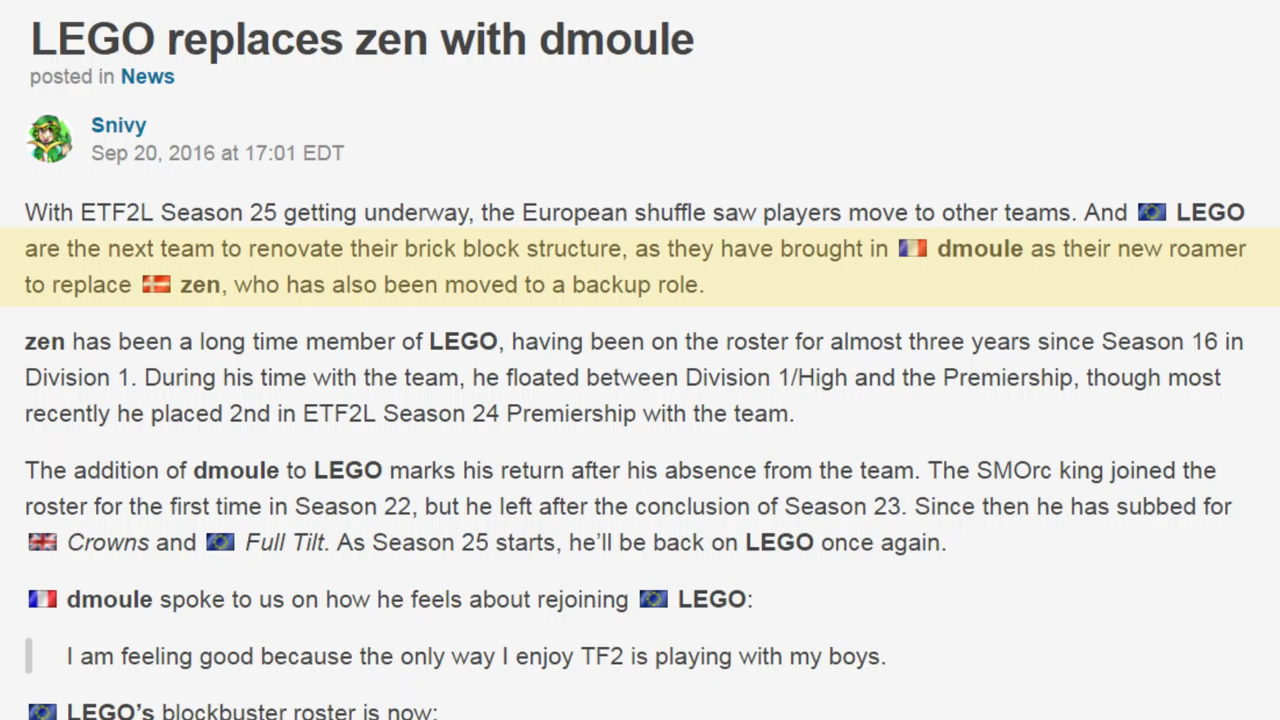 LEGO replaces zen with dmoule
posted in News
Snivy
Sep 20, 2016 at 17:01 EDT
With ETF2L Season 25 getting underway, the European shuffle saw players move to other teams. And LEGO
are the next team to renovate their brick block structure, as they have brought in dmoule as their new roamer
to replace zen, who has also been moved to a backup role.
zen has been a long time member of LEGO, having been on the roster for almost three years since Season 16 in
Division 1. During his time with the team, he floated between Division 1/High and the Premiership, though most
recently he placed 2nd in ETF2L Season 24 Premiership with the team.
The addition of dmoule to LEGO marks his return after his absence from the team. The SMOrc king joined the
roster for the first time in Season 22, but he left after the conclusion of Season 23. Since then he has subbed for
Crowns and Full Tilt. As Season 25 starts, he'll be back on LEGO once again.
dmoule spoke to us on how he feels about rejoining LEGO:
I am feeling good because the only way I enjoy TF2 is playing with my boys.
LEGO's blockbuster roster is now: